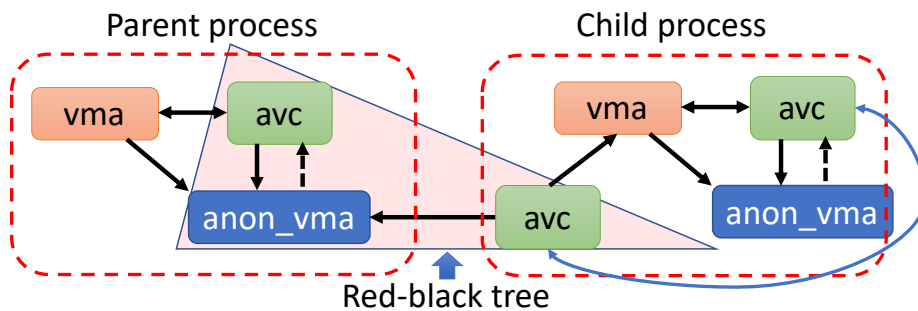 Parent process
Child process
vma
avc
vma
avc
anon_vma
avc
anon_vma
Red-black tree